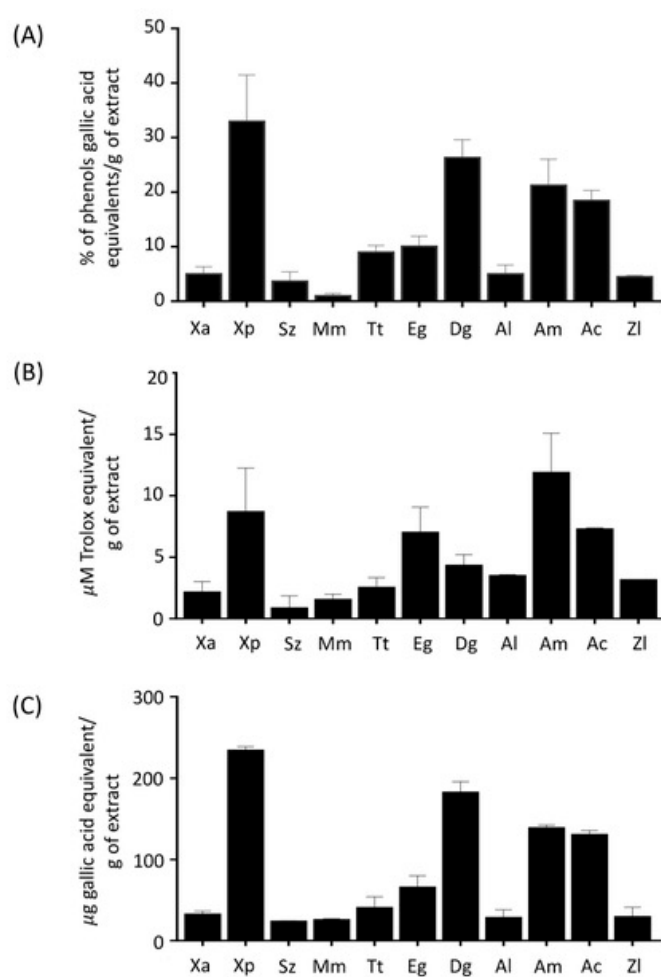 (A)
% of phenols gallic acid
equivalents/g of extract
50
40
30
20
10
0
Xa Xp Sz Mm Tt Eg Dg Al Am Ac Zl
(B)
µM Trolox equivalent/
g of extract
20
15
10
5
0
Xa Xp Sz Mm Tt Eg Dg Al Am Ac Zl
(C)
µg gallic acid equivalent/
g of extract
300
200
100
0
Xa Xp Sz Mm Tt Eg Dg Al Am Ac Zl